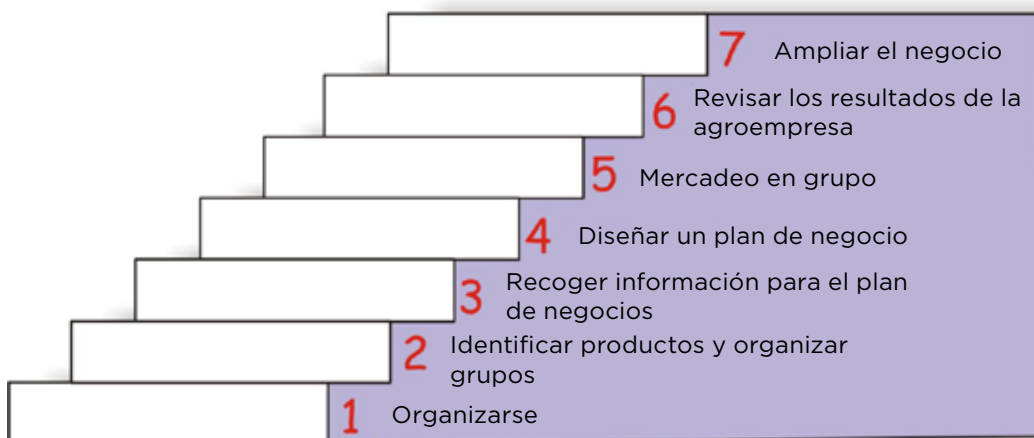 7 Ampliar el negocio
6 Revisar los resultados de la
agroempresa
5 Mercadeo en grupo
4 Diseñar un plan de negocio
3 Recoger información para el plan
de negocios
2 Identificar productos y organizar
grupos
1 Organizarse